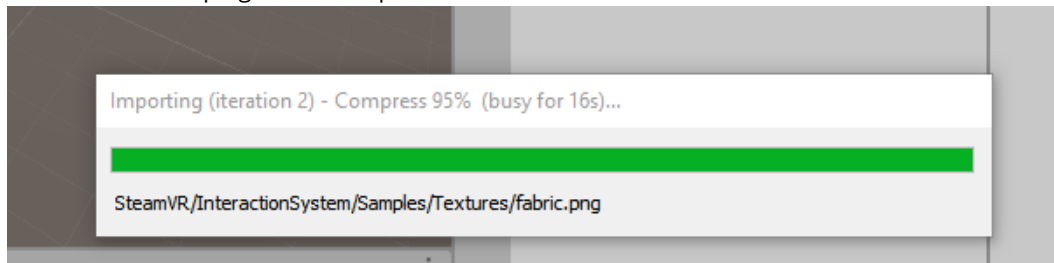 Importing (iteration 2) - Compress 95% (busy for 16s)...
SteamVR/InteractionSystem/Samples/Textures/fabric.png